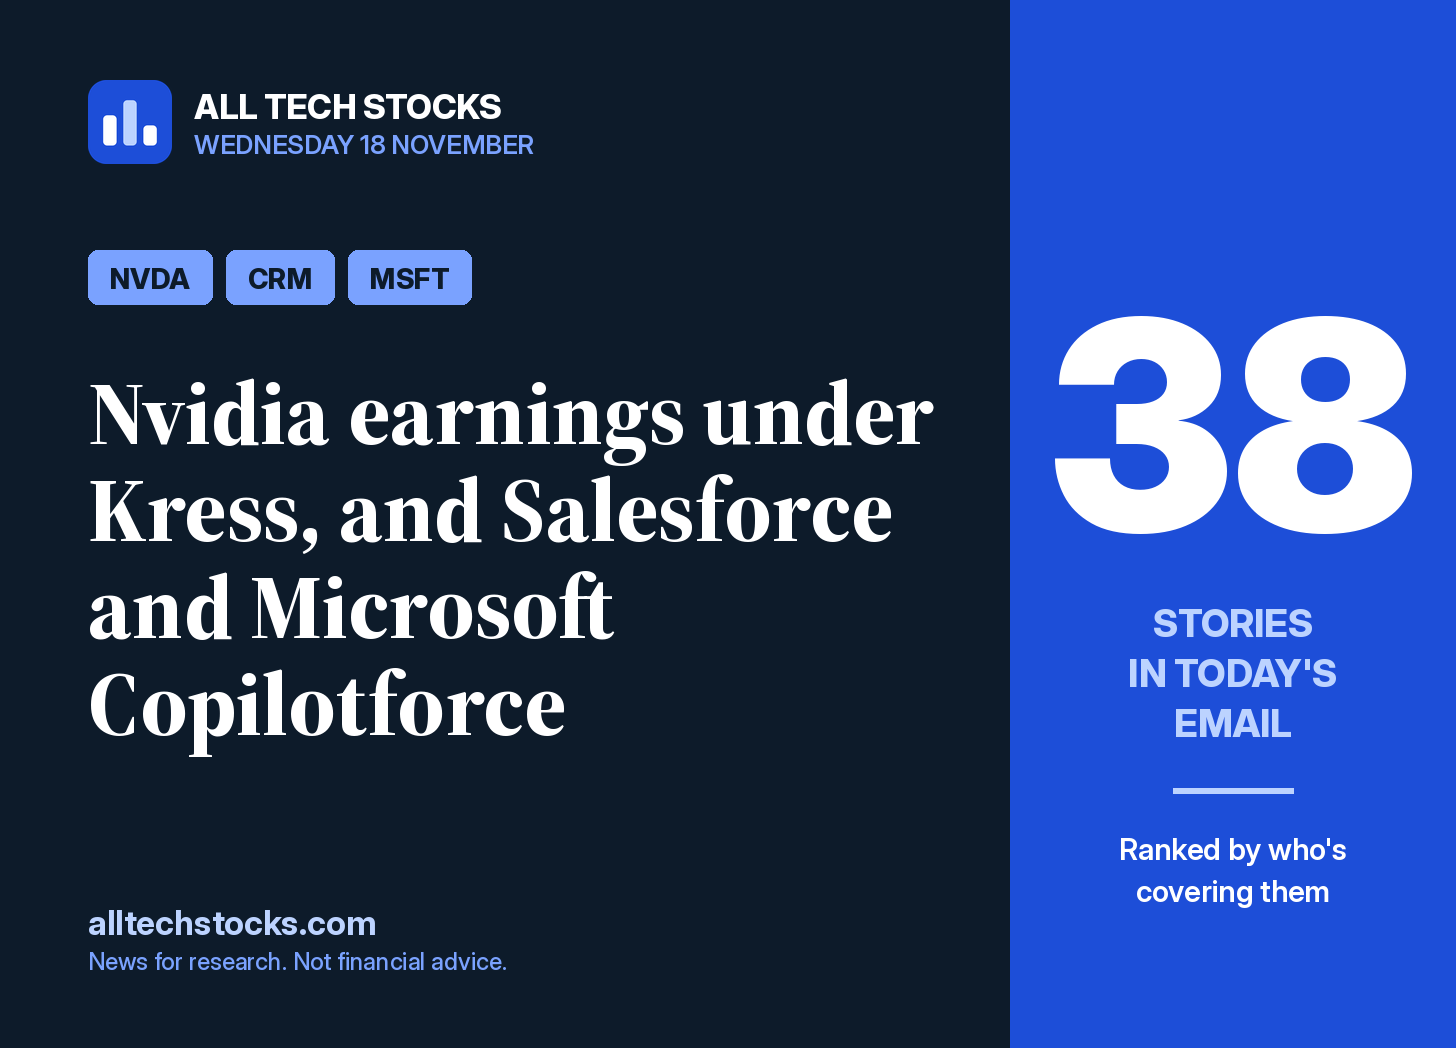 ALL TECH STOCKS
WEDNESDAY 18 NOVEMBER
NVDA CRM MSFT
Nvidia earnings under
Kress, and Salesforce
and Microsoft
Copilotforce
alltechstocks.com
News for research. Not financial advice.
38
STORIES
IN TODAY'S
EMAIL
Ranked by who's
covering them